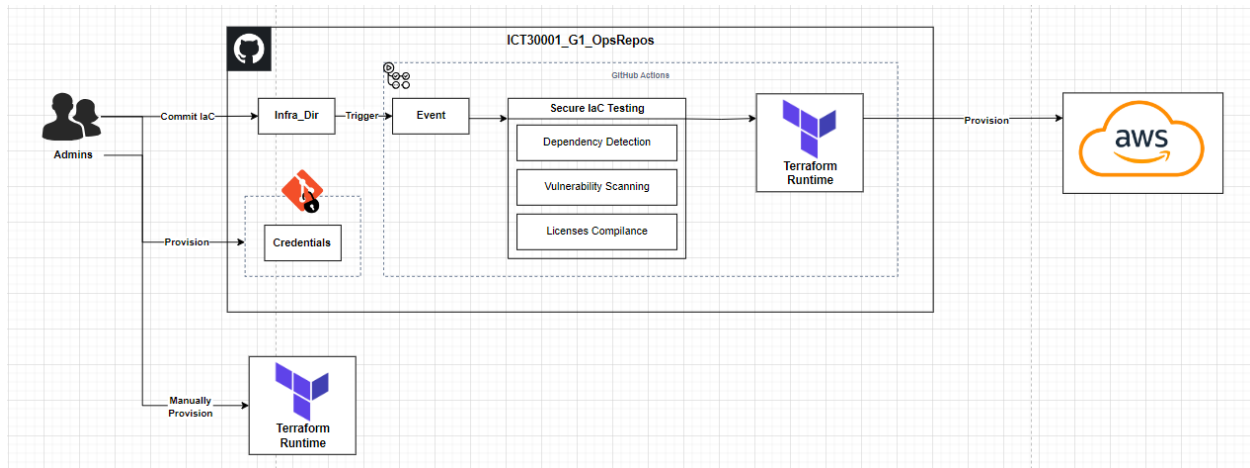 ICT30001_G1_OpsRepos
GitHub Actions
Admins
Commit IaC
Infra_Dir
Trigger
Event
Secure IaC Testing
Dependency Detection
Vulnerability Scanning
Licenses Compilance
Terraform
Runtime
Provision
aws
Provision
Credentials
Manually
Provision
Terraform
Runtime